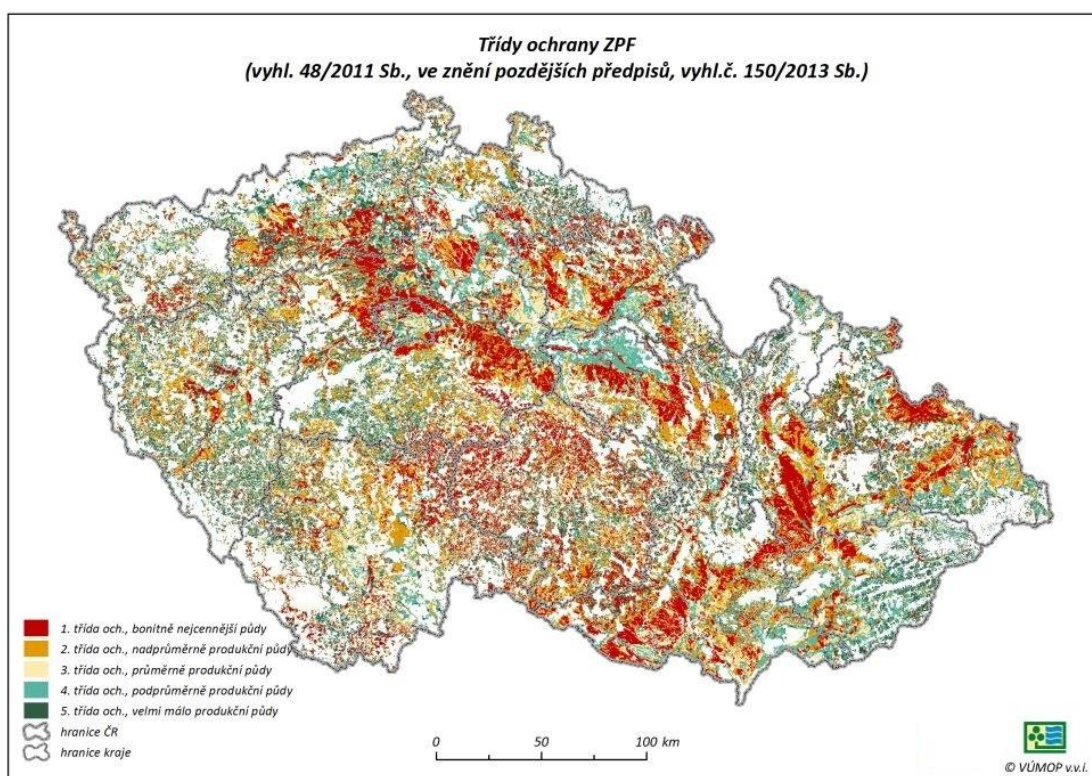 Třídy ochrany ZPF
(vyhl. 48/2011 Sb., ve znění pozdějších předpisů, vyhl.č. 150/2013 Sb.)
1. třída och., bonitně nejcennější půdy
2. třída och., nadprůměrně produkční půdy
3. třída och., průměrně produkční půdy
4. třída och., podprůměrně produkční půdy
5. třída och., velmi málo produkční půdy
hranice ČR
hranice kraje
0 50 100 km
© VÚMOP v.v.i.